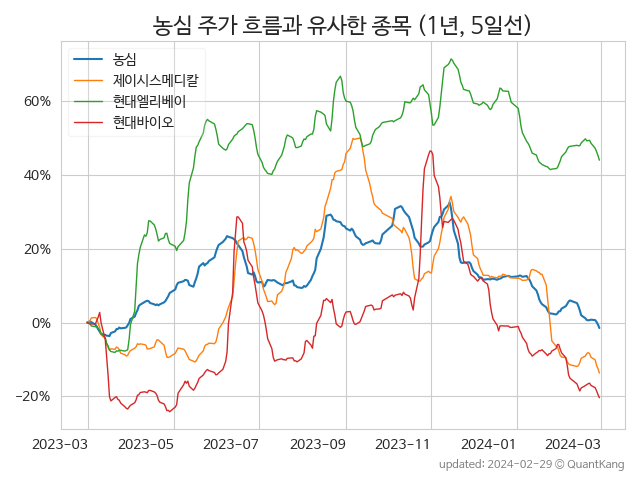 농심 주가 흐름과 유사한 종목 (1년, 5일선)
농심
제이시스메디칼
현대엘리베이
현대바이오
60%
40%
20%
0%
−20%
2023-03
2023-05
2023-07
2023-09
2023-11
2024-01
2024-03
updated: 2024-02-29 © QuantKang